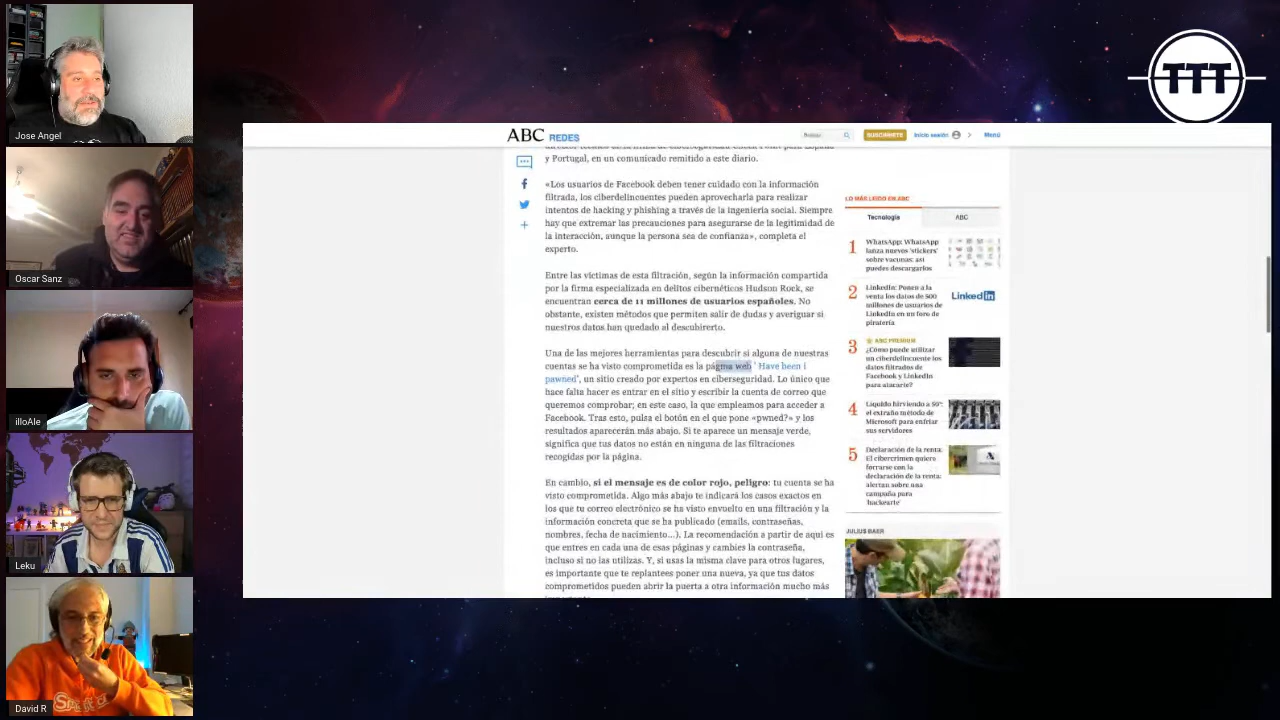 Jose Angel
Oscar Sanz
illoAle
Leku
David R
TTT
ABC REDES
Buscar
SUSCRÍBETE
Inicio sesión
Menú
y Portugal, en un comunicado remitido a este diario.
«Los usuarios de Facebook deben tener cuidado con la información
filtrada, los ciberdelincuentes pueden aprovecharla para realizar
intentos de hacking y phishing a través de la ingeniería social. Siempre
hay que extremar las precauciones para asegurarse de la legitimidad de
la interacción, aunque la persona sea de confianza», completa el
experto.
Entre las víctimas de esta filtración, según la información compartida
por la firma especializada en delitos cibernéticos Hudson Rock, se
encuentran cerca de 11 millones de usuarios españoles. No
obstante, existen métodos que permiten salir de dudas y averiguar si
nuestros datos han quedado al descubirerto.
Una de las mejores herramientas para descubrir si alguna de nuestras
cuentas se ha visto comprometida es la página web ' Have been i
pawned', un sitio creado por expertos en ciberseguridad. Lo único que
hace falta hacer es entrar en el sitio y escribir la cuenta de correo que
queremos comprobar; en este caso, la que empleamos para acceder a
Facebook. Tras esto, pulsa el botón en el que pone «pwned?» y los
resultados aparecerán más abajo. Si te aparece un mensaje verde,
significa que tus datos no están en ninguna de las filtraciones
recogidas por la página.
En cambio, si el mensaje es de color rojo, peligro: tu cuenta se ha
visto comprometida. Algo más abajo te indicará los casos exactos en
los que tu correo electrónico se ha visto envuelto en una filtración y la
información concreta que se ha publicado (emails, contraseñas,
nombres, fecha de nacimiento...). La recomendación a partir de aquí es
que entres en cada una de esas páginas y cambies la contraseña,
incluso si no las utilizas. Y, si usas la misma clave para otros lugares,
es importante que te replantees poner una nueva, ya que tus datos
comprometidos pueden abrir la puerta a otra información mucho más
LO MÁS LEÍDO EN ABC
Tecnología
ABC
1
WhatsApp: WhatsApp
lanza nuevos 'stickers'
sobre vacunas: así
puedes descargarlos
2
LinkedIn: Ponen a la
venta los datos de 500
millones de usuarios de
LinkedIn en un foro de
piratería
LinkedIn
3
ABC PREMIUM
¿Cómo puede utilizar
un ciberdelincuente los
datos filtrados de
Facebook y LinkedIn
para atacarte?
4
Líquido hirviendo a 50º:
el extraño método de
Microsoft para enfriar
sus servidores
5
Declaración de la renta:
El cibercrimen quiere
forrarse con la
declaración de la renta:
alertan sobre una
campaña para
'hackearte'
JULIUS BAER